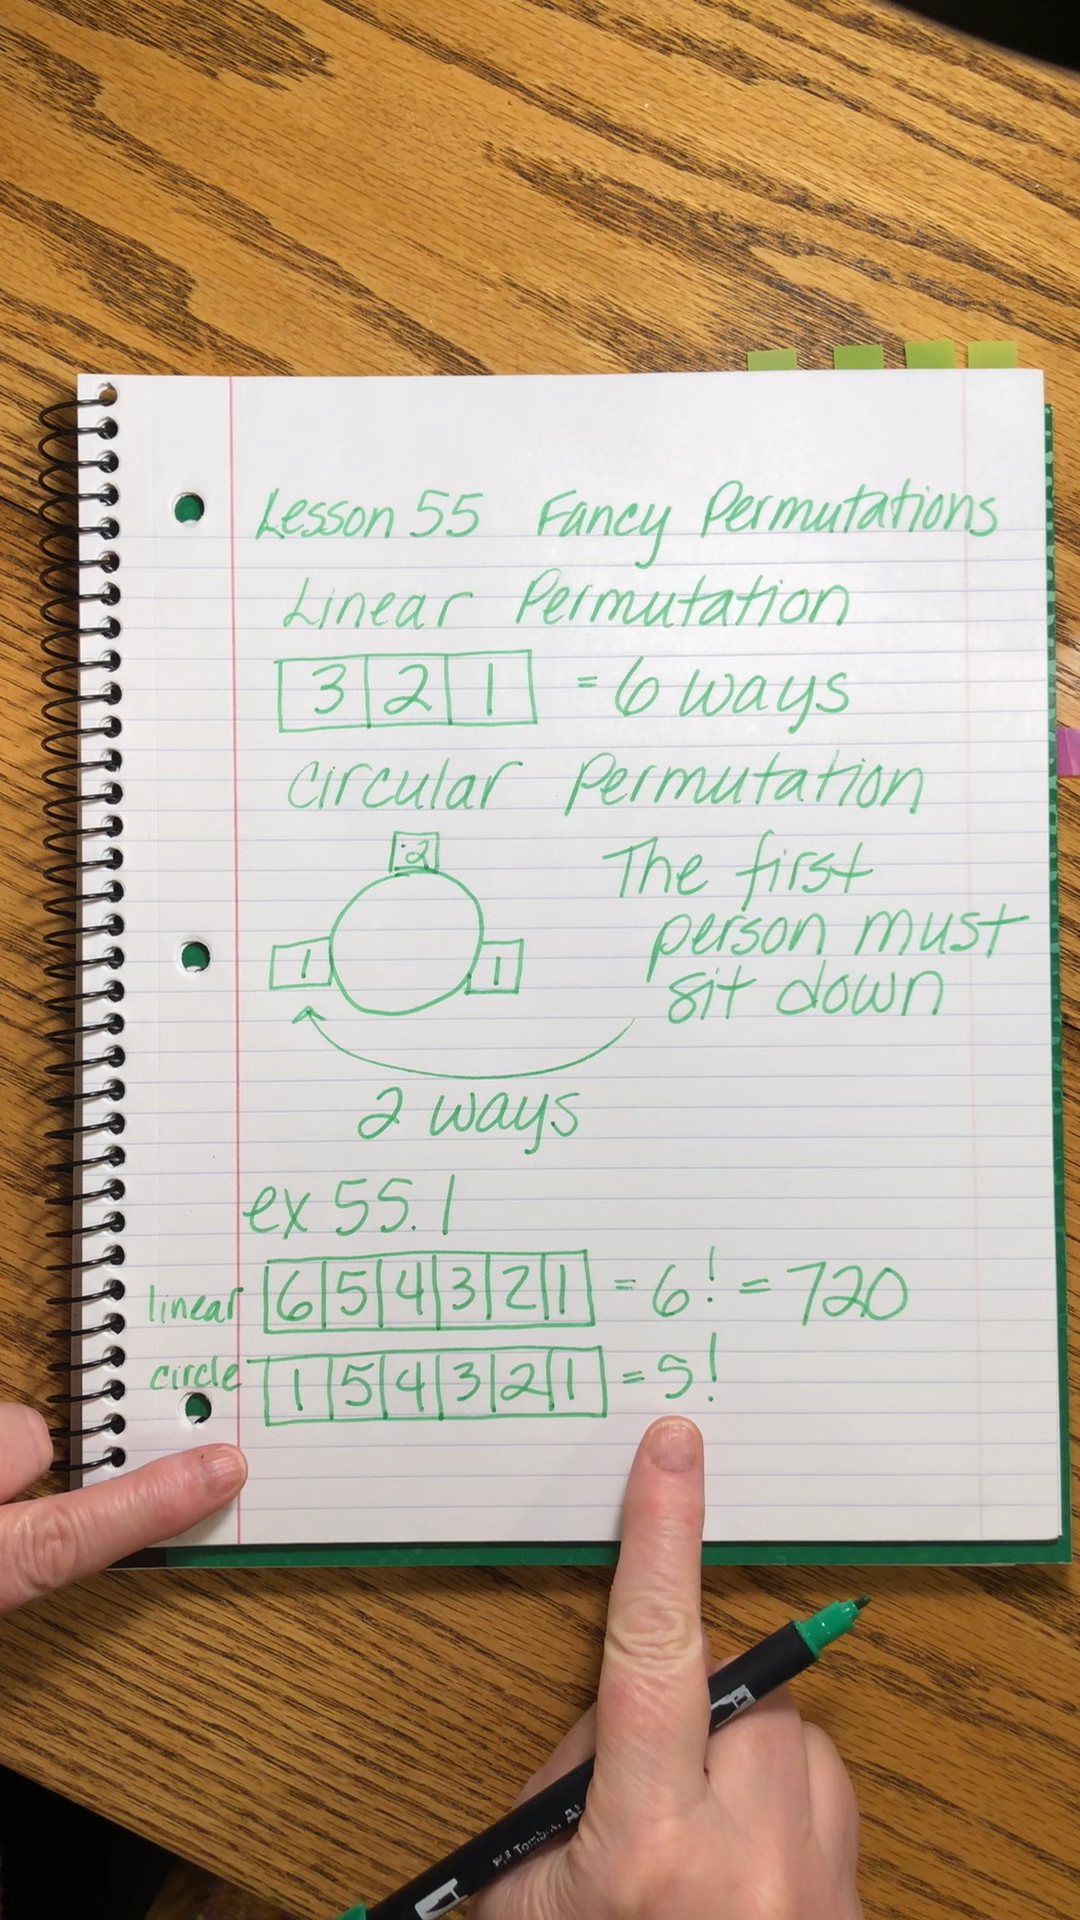 Lesson 55 Fancy Permutations
Linear Permutation
3 2 1 = 6 ways
Circular Permutation
2
The first
person must
sit down
1 1
2 ways
ex 55.1
linear 6 5 4 3 2 1 = 6! = 720
circle 1 5 4 3 2 1 = 5!